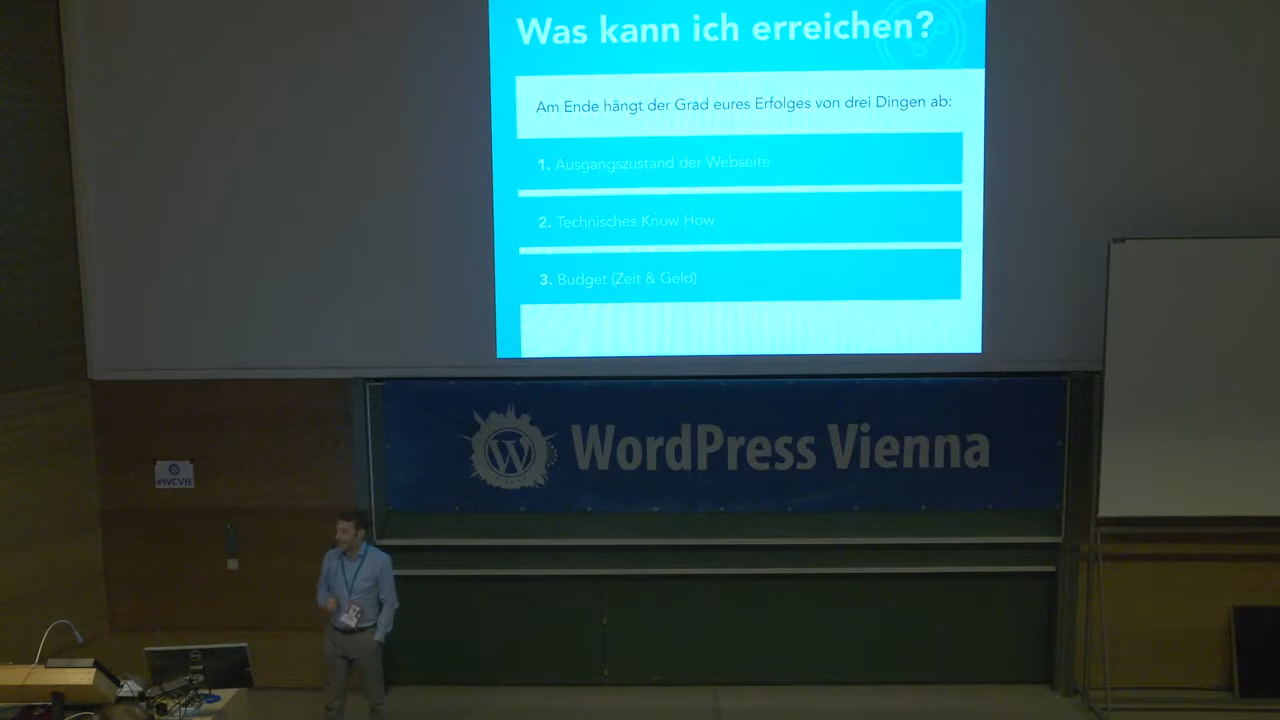 Was kann ich erreichen?
Am Ende hängt der Grad eures Erfolges von drei Dingen ab:
1. Ausgangszustand der Webseite
2. Technisches Know How
3. Budget (Zeit & Geld)
W WordPress Vienna
#WCVIE